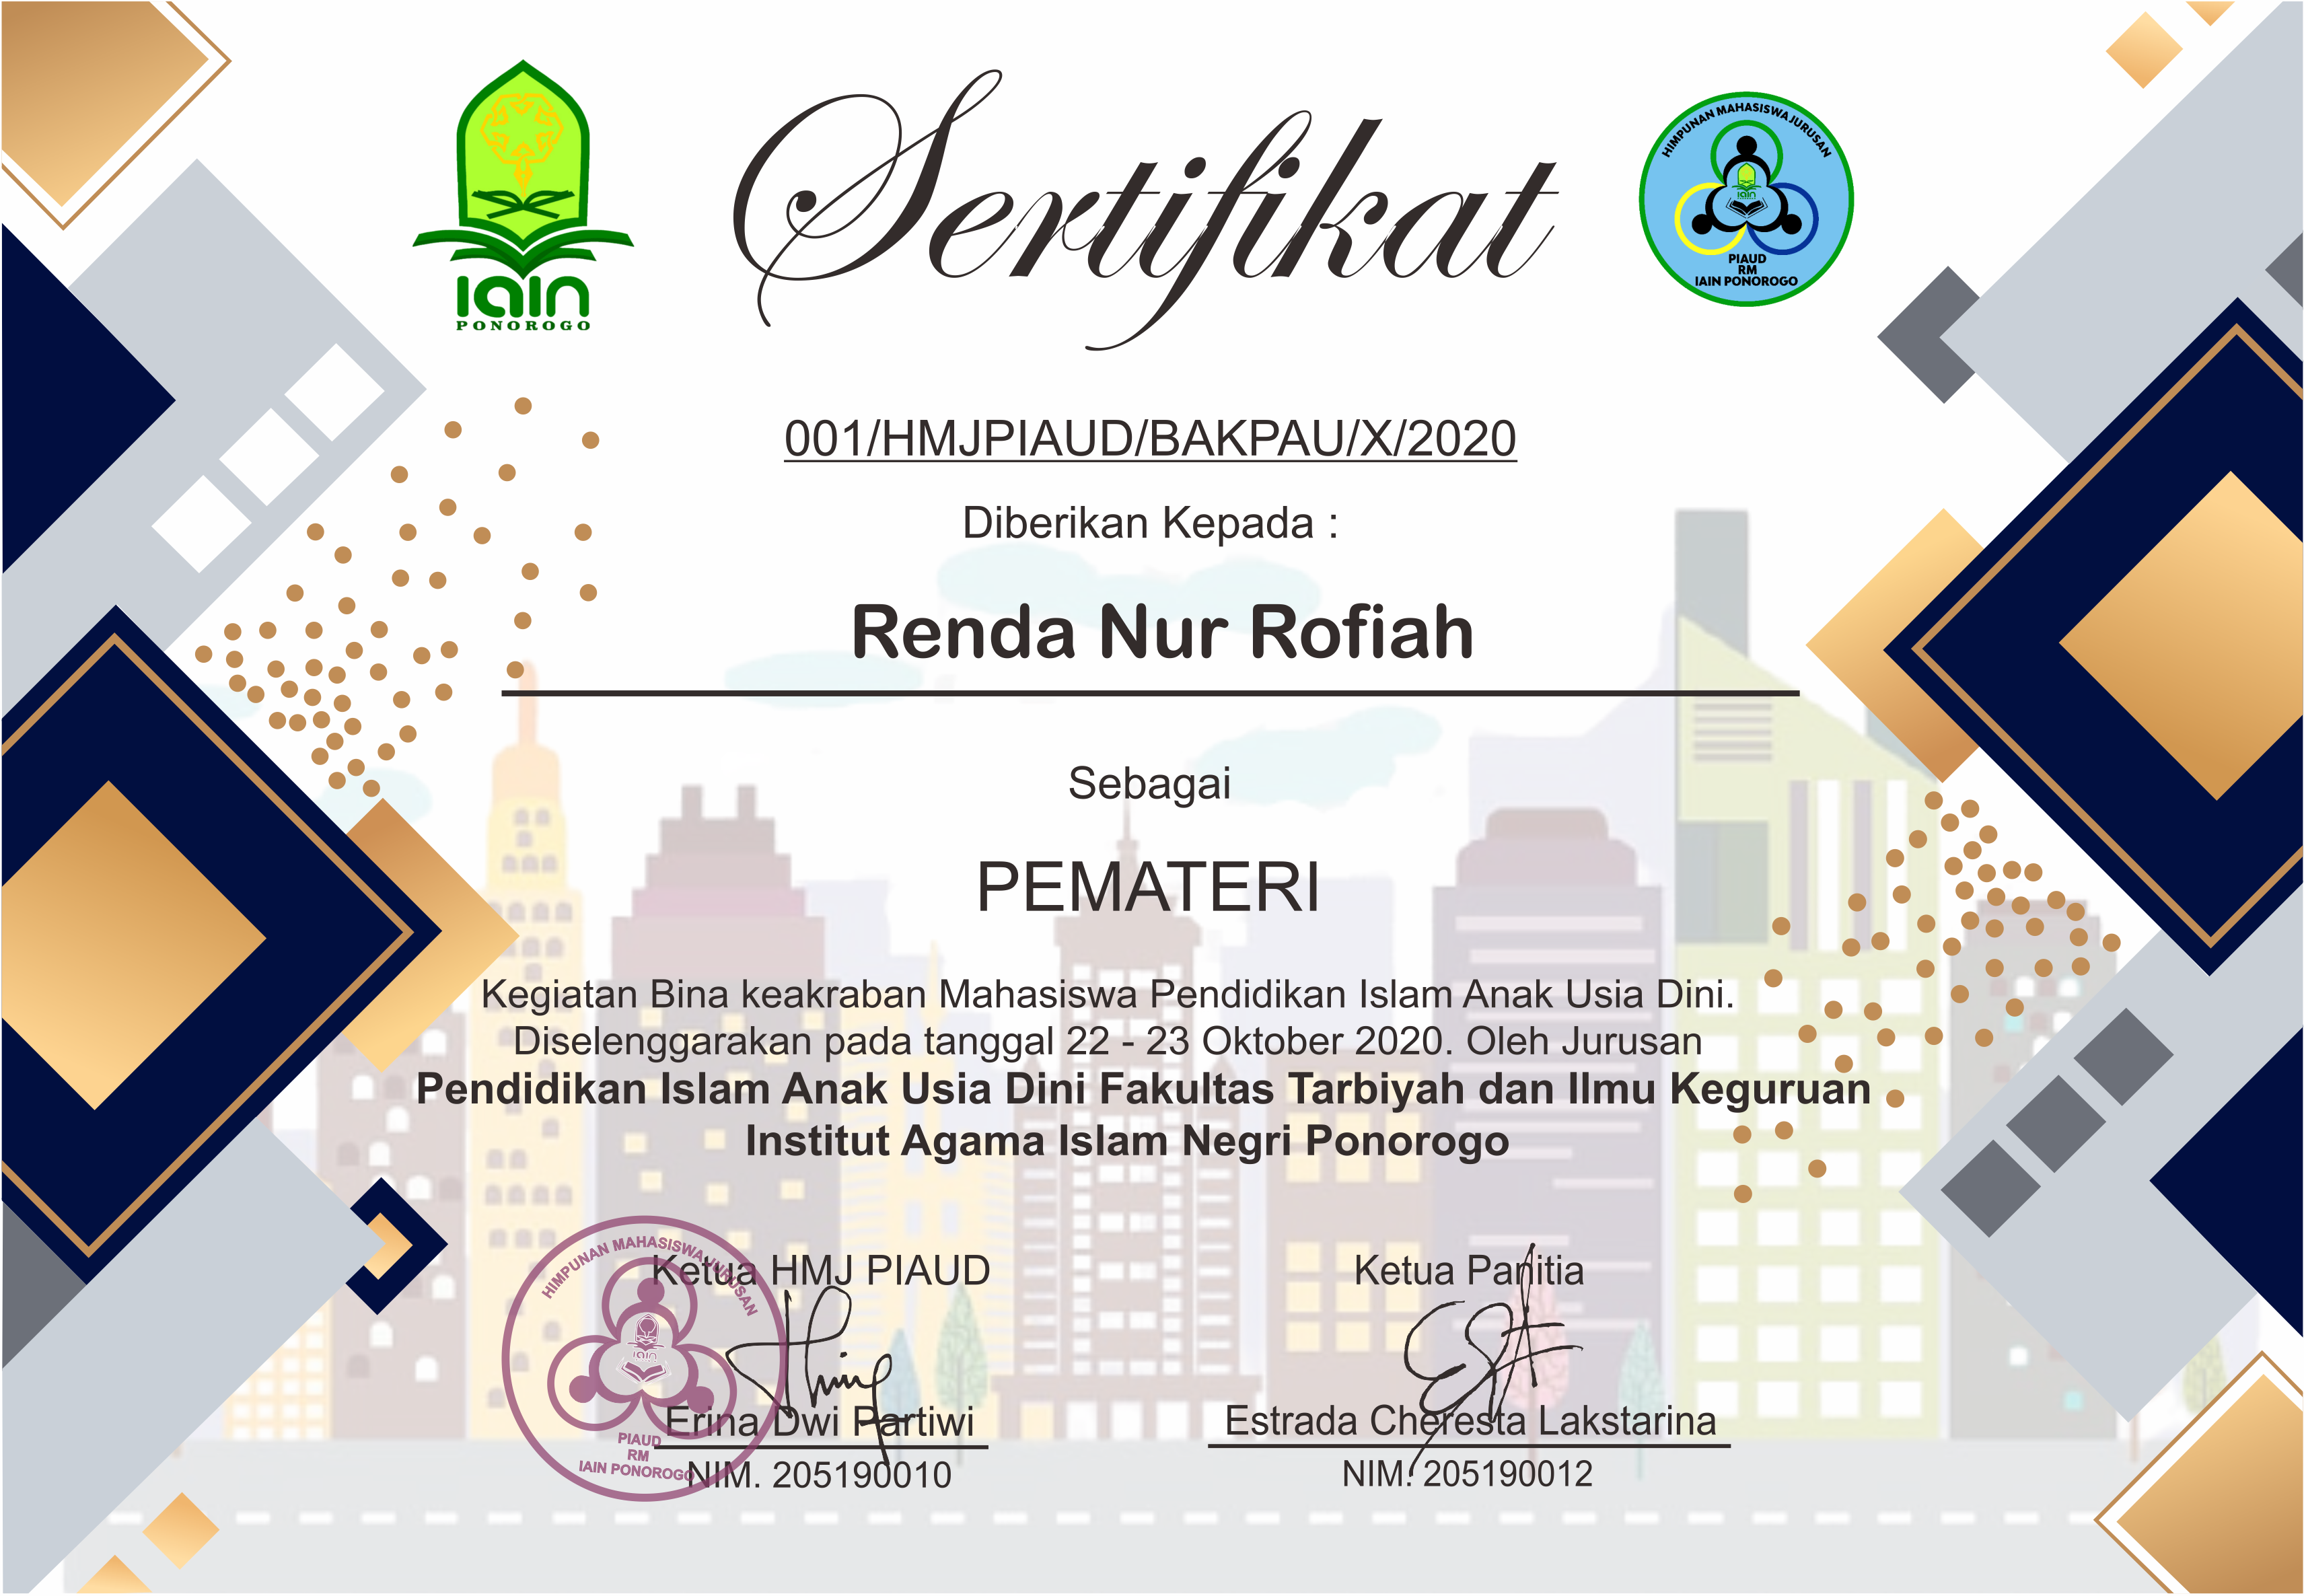 iain
PONOROGO
Sertifikat
HIMPUNAN MAHASISWA JURUSAN
iain
PIAUD
RM
IAIN PONOROGO
001/HMJPIAUD/BAKPAU/X/2020
Diberikan Kepada :
Renda Nur Rofiah
Sebagai
PEMATERI
Kegiatan Bina keakraban Mahasiswa Pendidikan Islam Anak Usia Dini.
Diselenggarakan pada tanggal 22 - 23 Oktober 2020. Oleh Jurusan
Pendidikan Islam Anak Usia Dini Fakultas Tarbiyah dan Ilmu Keguruan
Institut Agama Islam Negri Ponorogo
Ketua HMJ PIAUD
HIMPUNAN MAHASISWA JURUSAN
iain
PIAUD
RM
IAIN PONOROGO
Erina Dwi Partiwi
NIM. 205190010
Ketua Panitia
Estrada Cheresta Lakstarina
NIM. 205190012